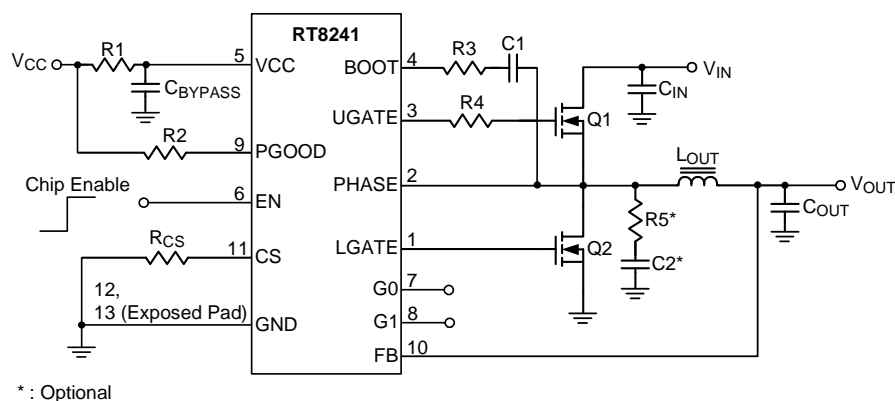 RT8241
VCC
R1
5
VCC
CBYPASS
R2
9
PGOOD
Chip Enable
6
EN
RCS
11
CS
12,
13 (Exposed Pad)
GND
BOOT
4
R3
C1
UGATE
3
R4
Q1
VIN
CIN
PHASE
2
LOUT
VOUT
COUT
R5*
C2*
LGATE
1
Q2
G0
7
G1
8
FB
10
* : Optional